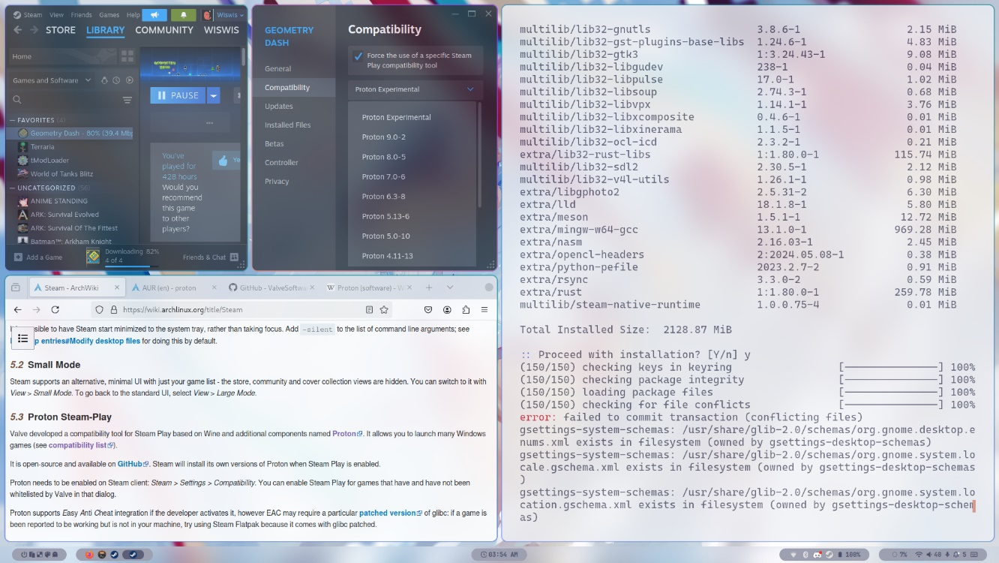 Steam View Friends Games Help Wiswis
STORE LIBRARY COMMUNITY WISWIS
Home
Games and Software
PAUSE
FAVORITES (4)
Geometry Dash - 80% (39.4 Mb
Terraria
tModLoader
World of Tanks Blitz
UNCATEGORIZED (56)
ANIME STANDING
ARK: Survival Evolved
ARK: Survival Of The Fittest
Batman™: Arkham Knight
You've
played for
428 hours
Would you
recommend
this game
to other
players?
Ye
Add a Game
Downloading 82%
4 of 4
Friends & Chat
GEOMETRY
DASH
General
Compatibility
Updates
Installed Files
Betas
Controller
Privacy
Compatibility
Force the use of a specific Steam
Play compatibility tool
Proton Experimental
Proton Experimental
Proton 9.0-2
Proton 8.0-5
Proton 7.0-6
Proton 6.3-8
Proton 5.13-6
Proton 5.0-10
Proton 4.11-13
Steam - ArchWiki
AUR (en) - proton
GitHub - ValveSoftwa
Proton (software) - W
https://wiki.archlinux.org/title/Steam
sible to have Steam start minimized to the system tray, rather than taking focus. Add -silent to the list of command line arguments; see
p entries#Modify desktop files for doing this by default.
5.2 Small Mode
Steam supports an alternative, minimal UI with just your game list - the store, community and cover collection views are hidden. You can switch to it with
View > Small Mode. To go back to the standard UI, select View > Large Mode.
5.3 Proton Steam-Play
Valve developed a compatibility tool for Steam Play based on Wine and additional components named Proton. It allows you to launch many Windows
games (see compatibility list).
It is open-source and available on GitHub. Steam will install its own versions of Proton when Steam Play is enabled.
Proton needs to be enabled on Steam client: Steam > Settings > Compatibility. You can enable Steam Play for games that have and have not been
whitelisted by Valve in that dialog.
Proton supports Easy Anti Cheat integration if the developer activates it, however EAC may require a particular patched version of glibc: if a game is
been reported to be working but is not in your machine, try using Steam Flatpak because it comes with glibc patched.
multilib/lib32-gnutls 3.8.6-1 2.15 MiB
multilib/lib32-gst-plugins-base-libs 1.24.6-1 4.83 MiB
multilib/lib32-gtk3 1:3.24.43-1 9.08 MiB
multilib/lib32-libgudev 238-1 0.04 MiB
multilib/lib32-libpulse 17.0-1 1.02 MiB
multilib/lib32-libsoup 2.74.3-1 0.68 MiB
multilib/lib32-libvpx 1.14.1-1 3.76 MiB
multilib/lib32-libxcomposite 0.4.6-1 0.01 MiB
multilib/lib32-libxinerama 1.1.5-1 0.01 MiB
multilib/lib32-ocl-icd 2.3.2-1 0.21 MiB
extra/lib32-rust-libs 1:1.80.0-1 115.74 MiB
multilib/lib32-sdl2 2.30.5-1 2.12 MiB
multilib/lib32-v4l-utils 1.26.1-1 0.98 MiB
extra/libgphoto2 2.5.31-2 6.30 MiB
extra/lld 18.1.8-1 5.80 MiB
extra/meson 1.5.1-1 12.72 MiB
extra/mingw-w64-gcc 13.1.0-1 969.28 MiB
extra/nasm 2.16.03-1 2.45 MiB
extra/opencl-headers 2:2024.05.08-1 0.38 MiB
extra/python-pefile 2023.2.7-2 0.91 MiB
extra/rsync 3.3.0-2 0.59 MiB
extra/rust 1:1.80.0-1 259.78 MiB
multilib/steam-native-runtime 1.0.0.75-4 0.01 MiB
Total Installed Size: 2128.87 MiB
:: Proceed with installation? [Y/n] y
(150/150) checking keys in keyring [——————] 100%
(150/150) checking package integrity [——————] 100%
(150/150) loading package files [——————] 100%
(150/150) checking for file conflicts [——————] 100%
error: failed to commit transaction (conflicting files)
gsettings-system-schemas: /usr/share/glib-2.0/schemas/org.gnome.desktop.e
nums.xml exists in filesystem (owned by gsettings-desktop-schemas)
gsettings-system-schemas: /usr/share/glib-2.0/schemas/org.gnome.system.lo
cale.gschema.xml exists in filesystem (owned by gsettings-desktop-schemas
)
gsettings-system-schemas: /usr/share/glib-2.0/schemas/org.gnome.system.lo
cation.gschema.xml exists in filesystem (owned by gsettings-desktop-schem
as)
03:54 AM
100%
7%
48
5